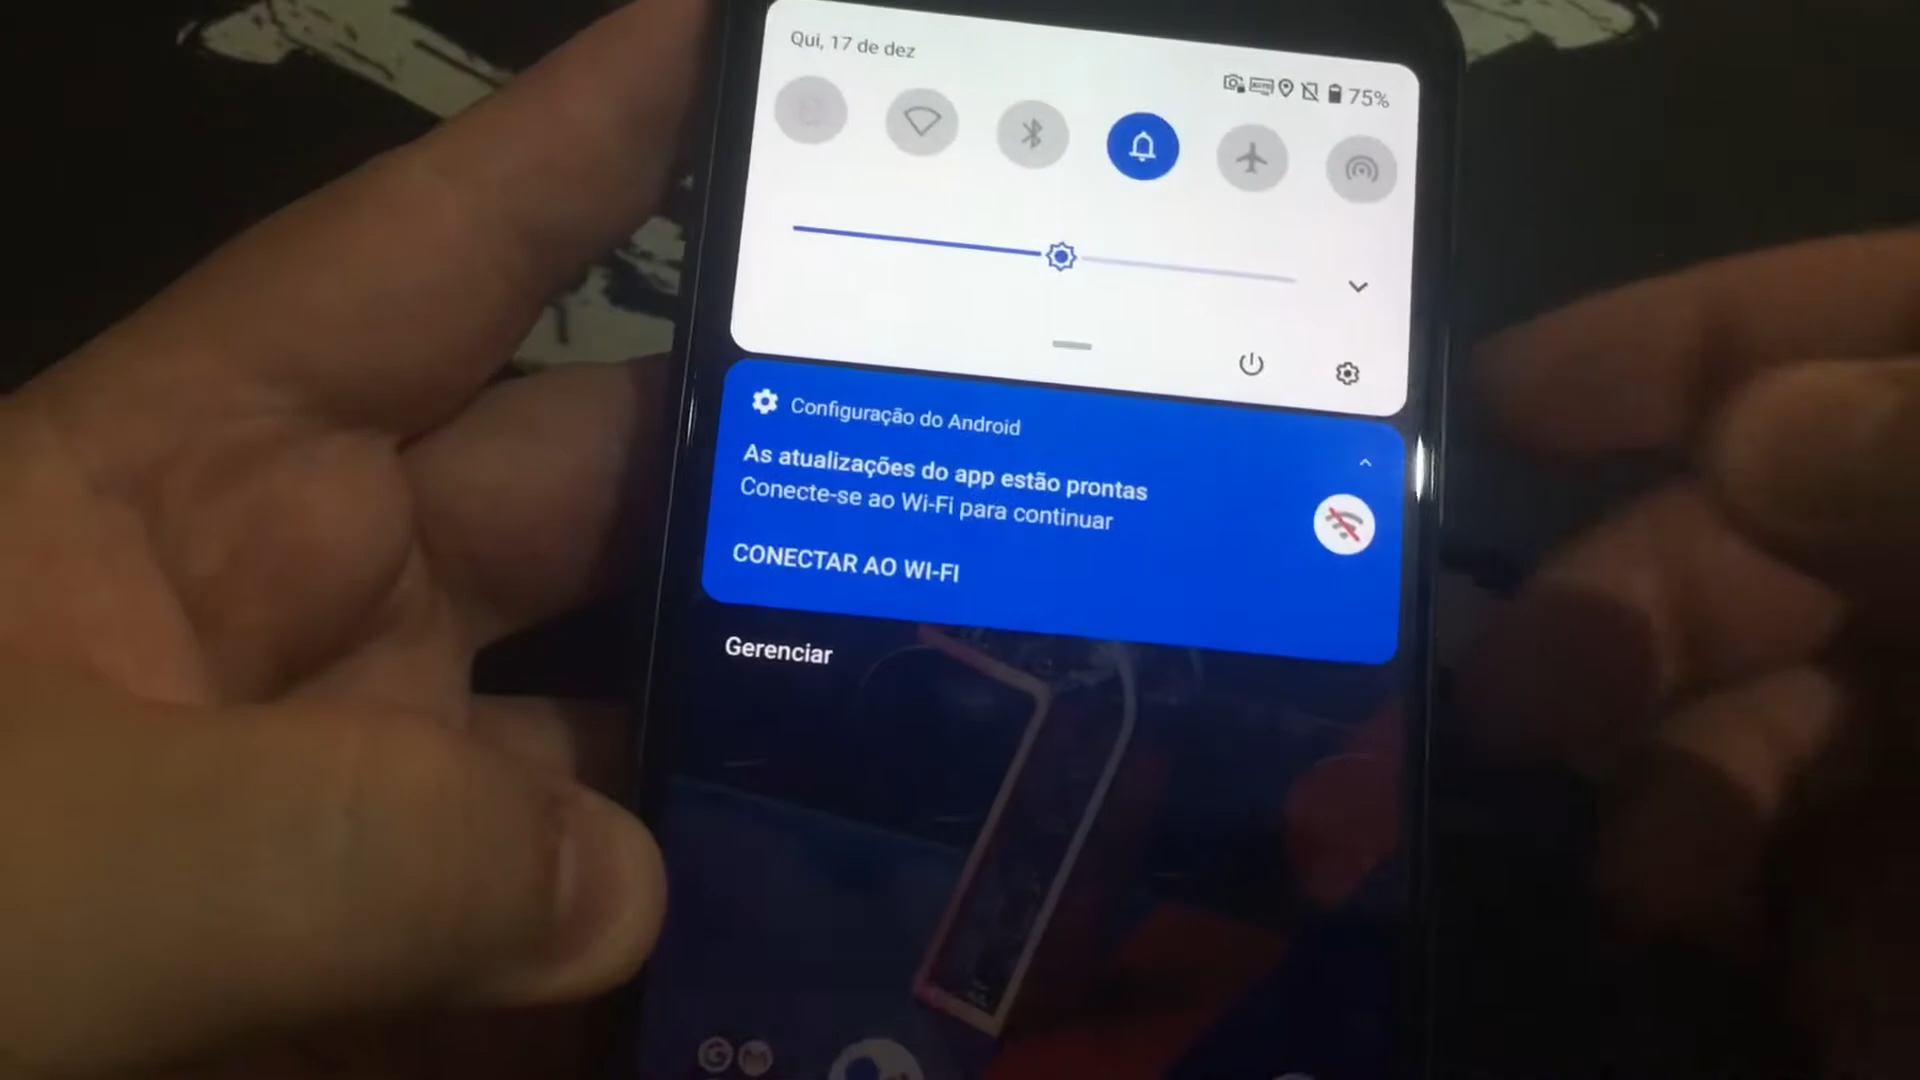 Qui, 17 de dez
75%
Configuração do Android
As atualizações do app estão prontas
Conecte-se ao Wi-Fi para continuar
CONECTAR AO WI-FI
Gerenciar